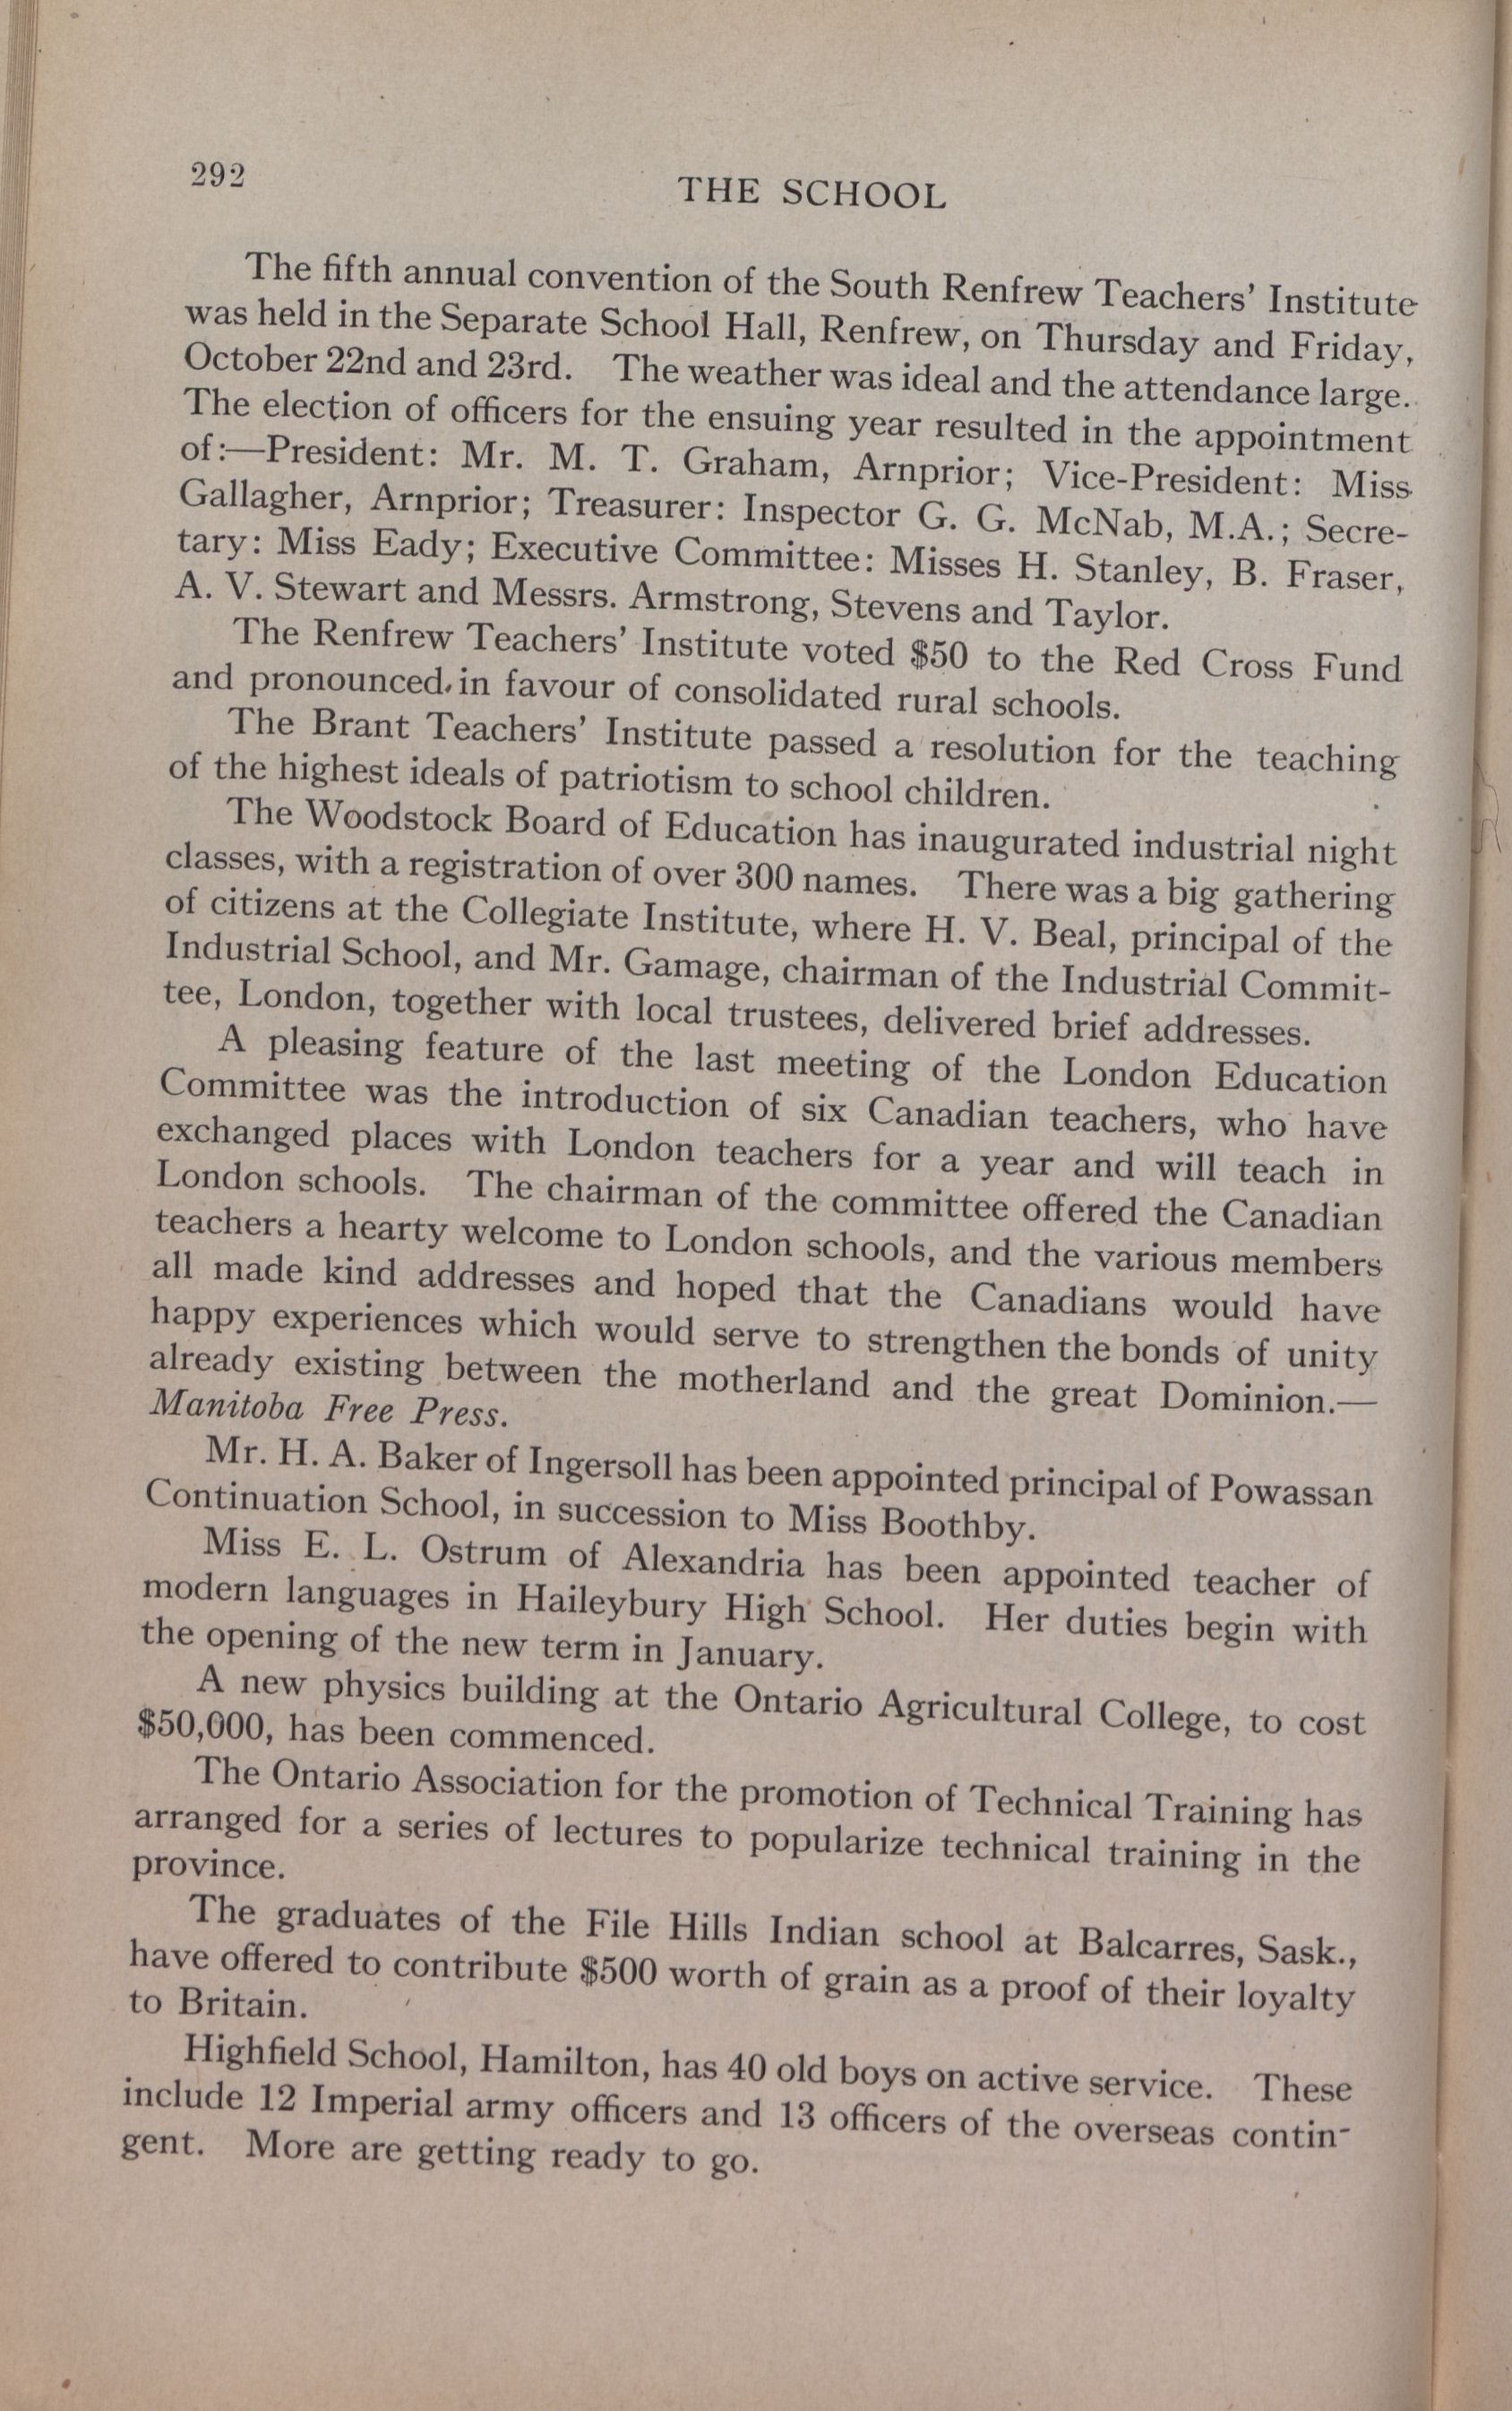 292
THE SCHOOL
The fifth annual convention of the South Renfrew Teachers' Institute
was held in the Separate School Hall, Renfrew, on Thursday and Friday,
October 22nd and 23rd. The weather was ideal and the attendance large.
The election of officers for the ensuing year resulted in the appointment
of:—President: Mr. M. T. Graham, Arnprior; Vice-President: Miss
Gallagher, Arnprior; Treasurer: Inspector G. G. McNab, M.A.; Secre-
tary: Miss Eady; Executive Committee: Misses H. Stanley, B. Fraser,
A. V. Stewart and Messrs. Armstrong, Stevens and Taylor.
The Renfrew Teachers' Institute voted $50 to the Red Cross Fund
and pronounced in favour of consolidated rural schools.
The Brant Teachers' Institute passed a resolution for the teaching
of the highest ideals of patriotism to school children.
The Woodstock Board of Education has inaugurated industrial night
classes, with a registration of over 300 names. There was a big gathering
of citizens at the Collegiate Institute, where H. V. Beal, principal of the
Industrial School, and Mr. Gamage, chairman of the Industrial Commit-
tee, London, together with local trustees, delivered brief addresses.
A pleasing feature of the last meeting of the London Education
Committee was the introduction of six Canadian teachers, who have
exchanged places with London teachers for a year and will teach in
London schools. The chairman of the committee offered the Canadian
teachers a hearty welcome to London schools, and the various members
all made kind addresses and hoped that the Canadians would have
happy experiences which would serve to strengthen the bonds of unity
already existing between the motherland and the great Dominion.—
Manitoba Free Press.
Mr. H. A. Baker of Ingersoll has been appointed principal of Powassan
Continuation School, in succession to Miss Boothby.
Miss E. L. Ostrum of Alexandria has been appointed teacher of
modern languages in Haileybury High School. Her duties begin with
the opening of the new term in January.
A new physics building at the Ontario Agricultural College, to cost
$50,000, has been commenced.
The Ontario Association for the promotion of Technical Training has
arranged for a series of lectures to popularize technical training in the
province.
The graduates of the File Hills Indian school at Balcarres, Sask.,
have offered to contribute $500 worth of grain as a proof of their loyalty
to Britain.
Highfield School, Hamilton, has 40 old boys on active service. These
include 12 Imperial army officers and 13 officers of the overseas contin-
gent. More are getting ready to go.